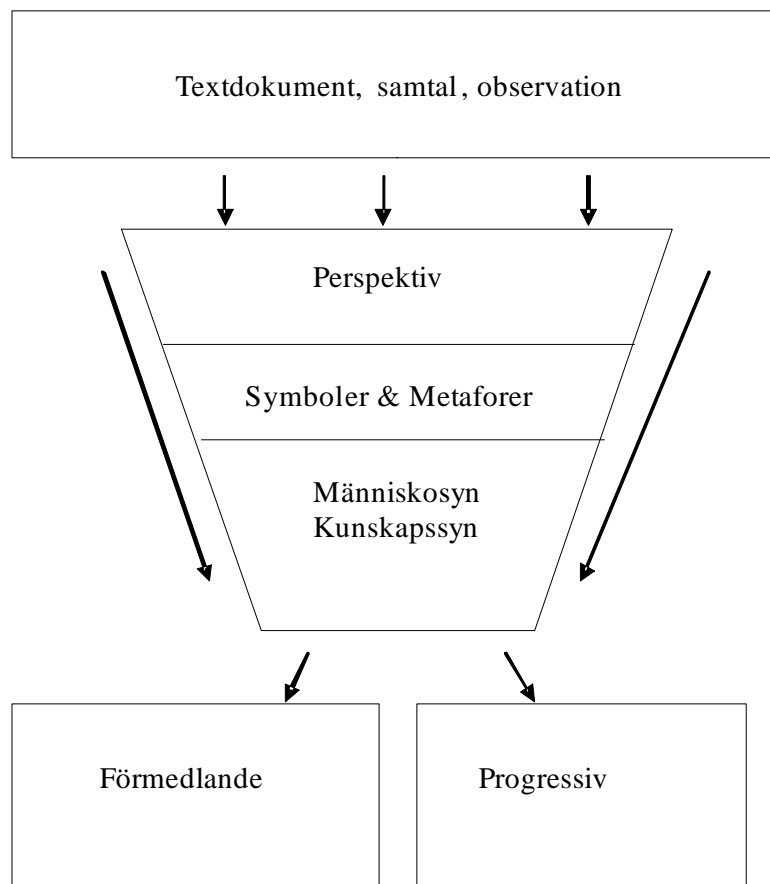 Textdokument, samtal, observation
Perspektiv
Symboler & Metaforer
Människosyn
Kunskapssyn
Förmedlande
Progressiv